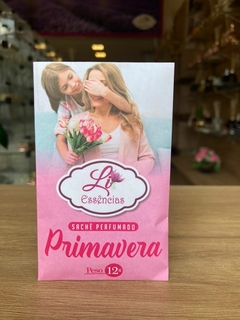 Li
Essências
SACHÊ PERFUMADO
Primavera
Peso 12g